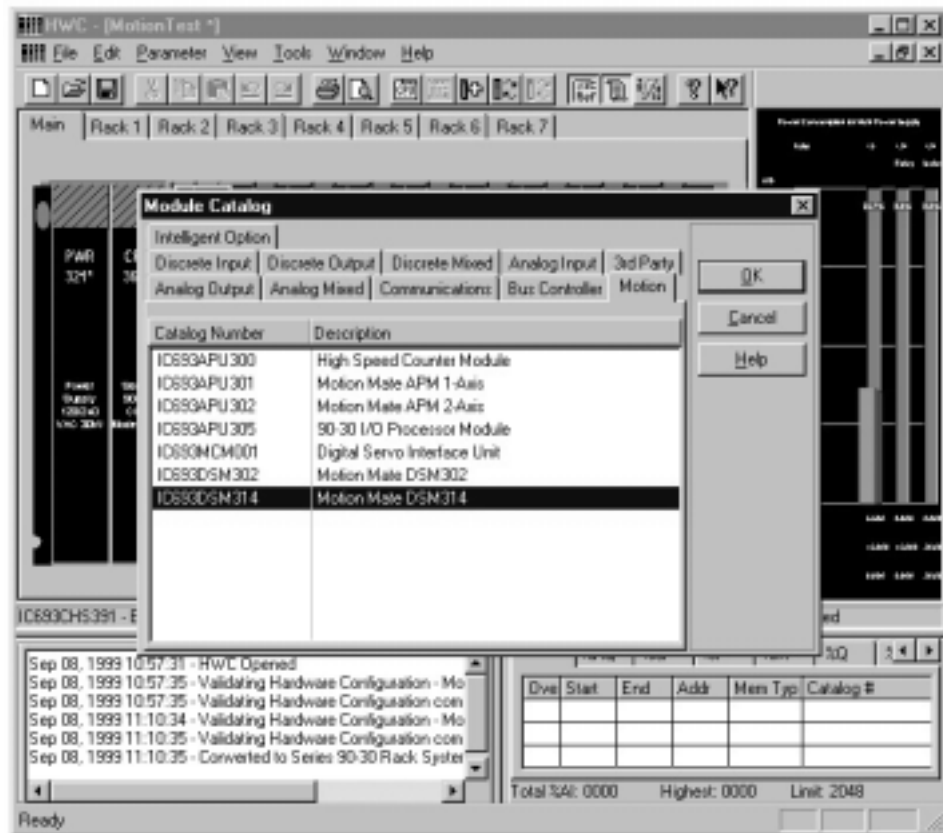 HWC - [MotionTest *]
File Edit Parameter View Tools Window Help
Main Rack 1 Rack 2 Rack 3 Rack 4 Rack 5 Rack 6 Rack 7
Module Catalog
Intelligent Option
Discrete Input Discrete Output Discrete Mixed Analog Input 3rd Party
Analog Output Analog Mixed Communications Bus Controller Motion
OK
Cancel
Help
Catalog Number Description
IC693APU300 High Speed Counter Module
IC693APU301 Motion Mate APM 1-Axis
IC693APU302 Motion Mate APM 2-Axis
IC693APU305 90-30 I/O Processor Module
IC693MCM001 Digital Servo Interface Unit
IC693DSM302 Motion Mate DSM302
IC693DSM314 Motion Mate DSM314
PWR
321*
Power
Supply
IC693CHS391 -
Sep 08, 1999 10:57:31 - HWC Opened
Sep 08, 1999 10:57:35 - Validating Hardware Configuration - Mo
Sep 08, 1999 10:57:35 - Validating Hardware Configuration com
Sep 08, 1999 11:10:34 - Validating Hardware Configuration - Mo
Sep 08, 1999 11:10:35 - Validating Hardware Configuration com
Sep 08, 1999 11:10:35 - Converted to Series 90-30 Rack System
%Q
Ove Start End Addr Mem Typ Catalog #
Total %AI: 0000 Highest: 0000 Limit: 2048
Ready